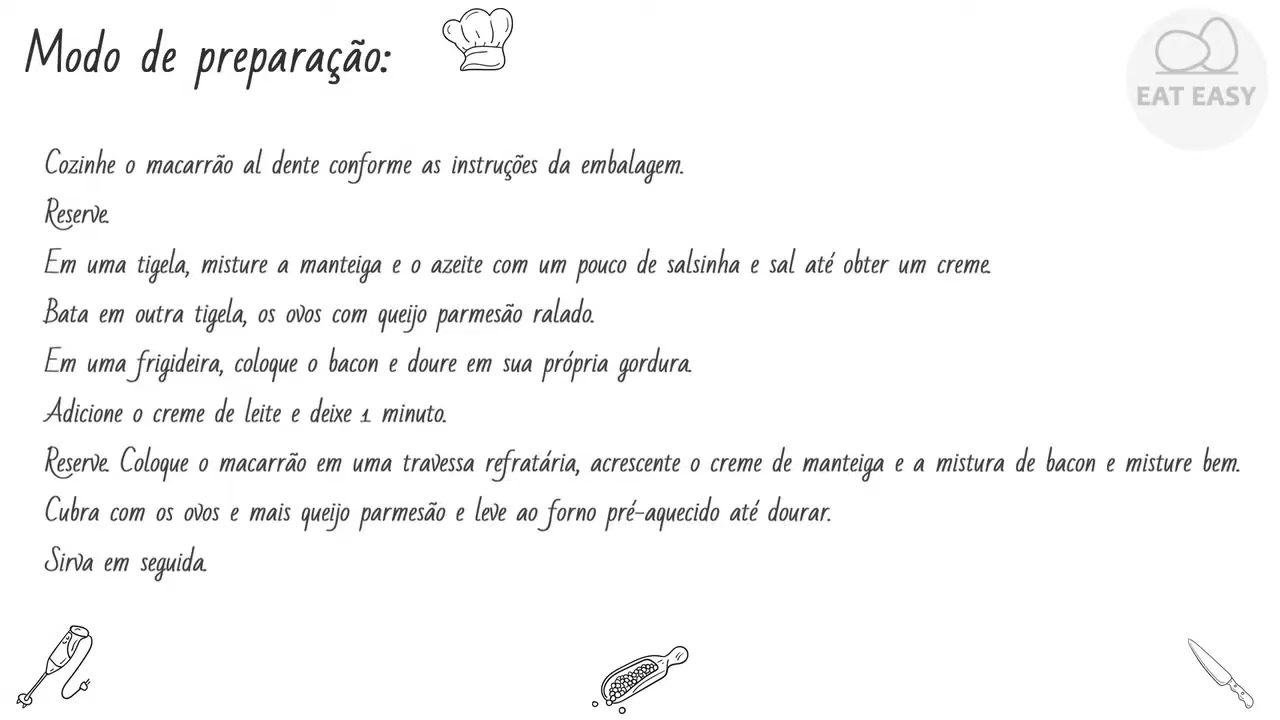 Modo de preparação:
EAT EASY
Cozinhe o macarrão al dente conforme as instruções da embalagem.
Reserve.
Em uma tigela, misture a manteiga e o azeite com um pouco de salsinha e sal até obter um creme.
Bata em outra tigela, os ovos com queijo parmesão ralado.
Em uma frigideira, coloque o bacon e doure em sua própria gordura.
Adicione o creme de leite e deixe 1 minuto.
Reserve. Coloque o macarrão em uma travessa refratária, acrescente o creme de manteiga e a mistura de bacon e misture bem.
Cubra com os ovos e mais queijo parmesão e leve ao forno pré-aquecido até dourar.
Sirva em seguida.